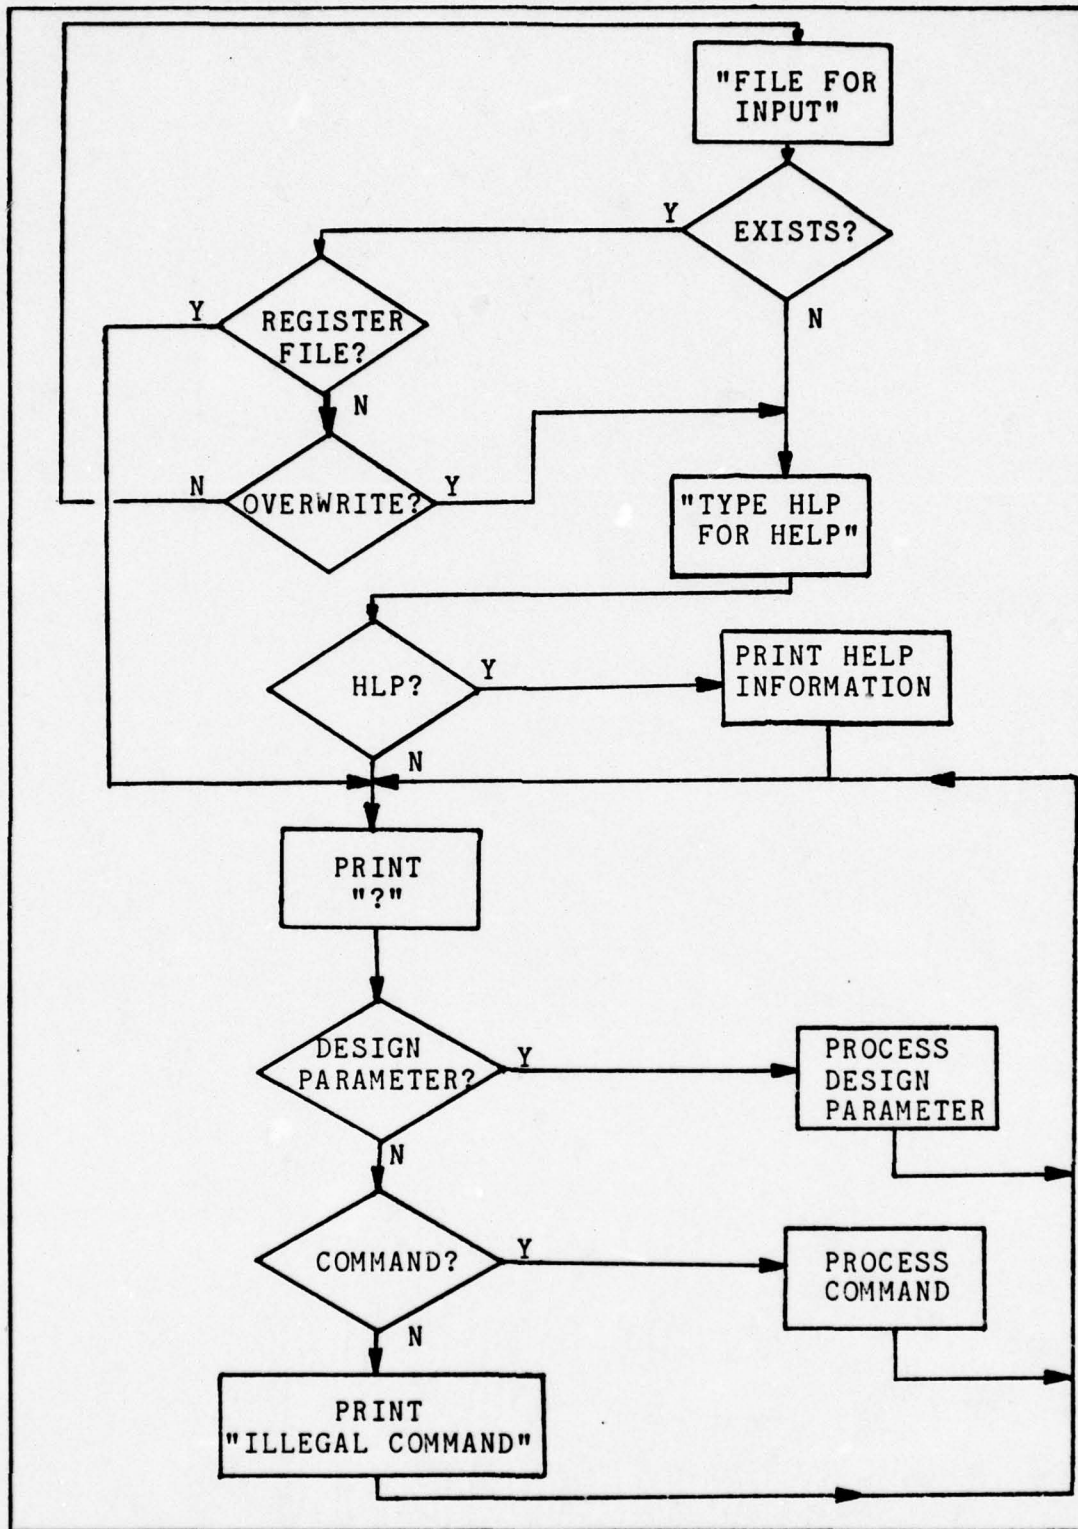 "FILE FOR
INPUT"
Y
EXISTS?
N
Y
REGISTER
FILE?
N
N
OVERWRITE?
Y
"TYPE HLP
FOR HELP"
HLP?
Y
PRINT HELP
INFORMATION
N
PRINT
"?"
DESIGN
PARAMETER?
Y
PROCESS
DESIGN
PARAMETER
N
COMMAND?
Y
PROCESS
COMMAND
N
PRINT
"ILLEGAL COMMAND"